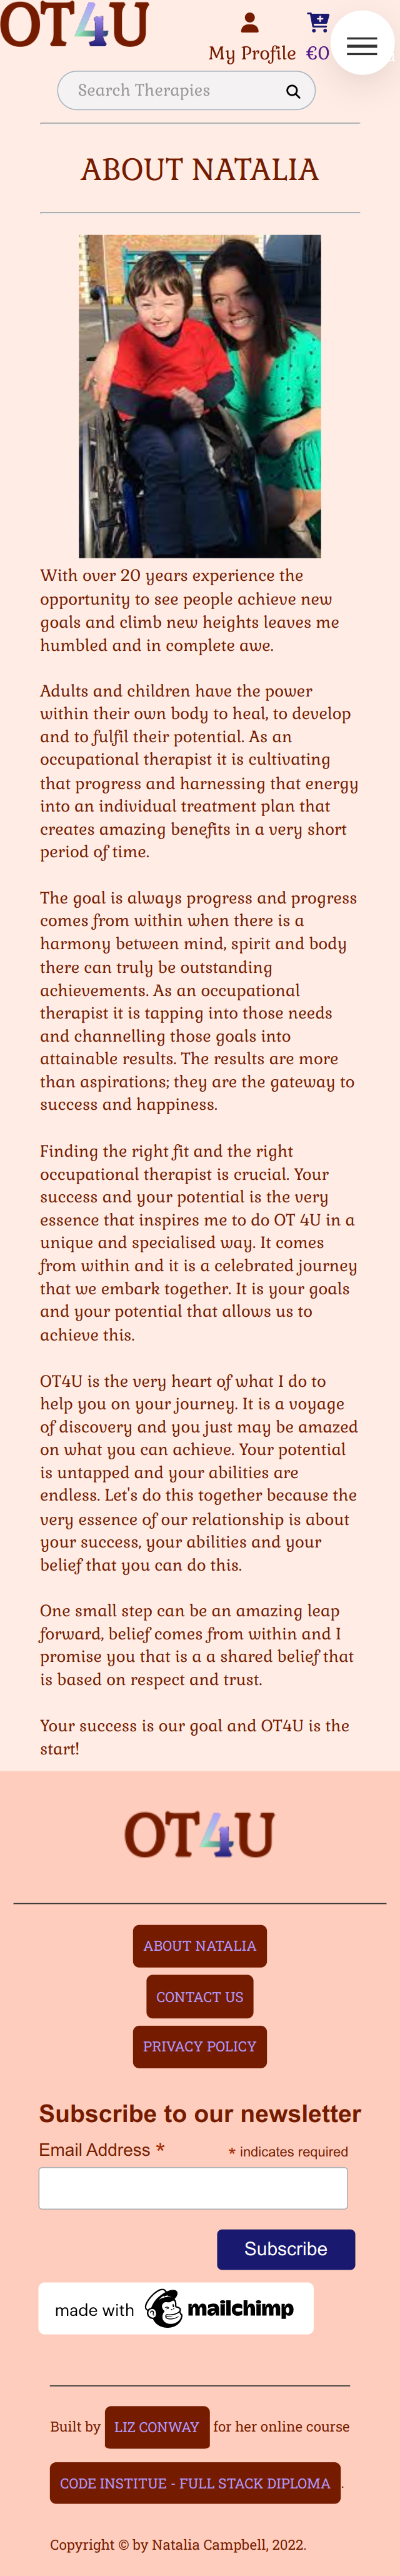 OT4U
My Profile €0
Search Therapies
ABOUT NATALIA
With over 20 years experience the
opportunity to see people achieve new
goals and climb new heights leaves me
humbled and in complete awe.
Adults and children have the power
within their own body to heal, to develop
and to fulfil their potential. As an
occupational therapist it is cultivating
that progress and harnessing that energy
into an individual treatment plan that
creates amazing benefits in a very short
period of time.
The goal is always progress and progress
comes from within when there is a
harmony between mind, spirit and body
there can truly be outstanding
achievements. As an occupational
therapist it is tapping into those needs
and channelling those goals into
attainable results. The results are more
than aspirations; they are the gateway to
success and happiness.
Finding the right fit and the right
occupational therapist is crucial. Your
success and your potential is the very
essence that inspires me to do OT 4U in a
unique and specialised way. It comes
from within and it is a celebrated journey
that we embark together. It is your goals
and your potential that allows us to
achieve this.
OT4U is the very heart of what I do to
help you on your journey. It is a voyage
of discovery and you just may be amazed
on what you can achieve. Your potential
is untapped and your abilities are
endless. Let's do this together because the
very essence of our relationship is about
your success, your abilities and your
belief that you can do this.
One small step can be an amazing leap
forward, belief comes from within and I
promise you that is a a shared belief that
is based on respect and trust.
Your success is our goal and OT4U is the
start!
OT4U
ABOUT NATALIA
CONTACT US
PRIVACY POLICY
Subscribe to our newsletter
Email Address * * indicates required
Subscribe
made with mailchimp
Built by LIZ CONWAY for her online course
CODE INSTITUE - FULL STACK DIPLOMA .
Copyright © by Natalia Campbell, 2022.